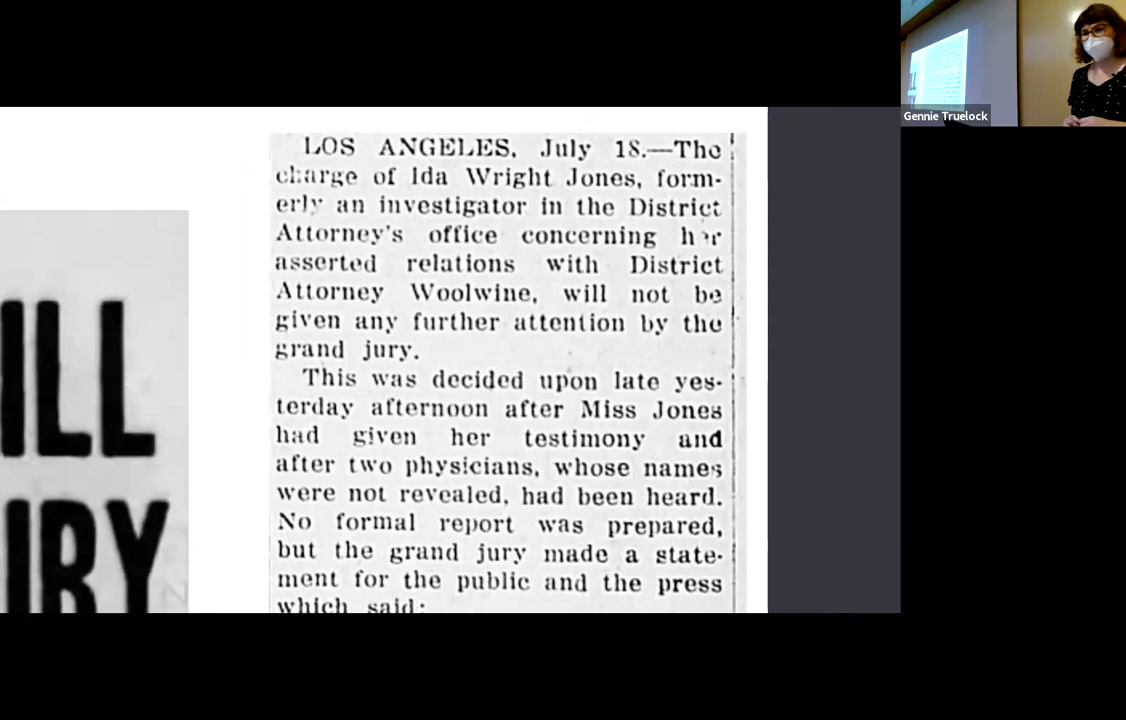 Gennie Truelock
LOS ANGELES, July 18.—The
charge of Ida Wright Jones, form-
erly an investigator in the District
Attorney's office concerning her
asserted relations with District
Attorney Woolwine, will not be
given any further attention by the
grand jury.
This was decided upon late yes-
terday afternoon after Miss Jones
had given her testimony and
after two physicians, whose names
were not revealed, had been heard.
No formal report was prepared,
but the grand jury made a state-
ment for the public and the press
which said:
ILL
URY